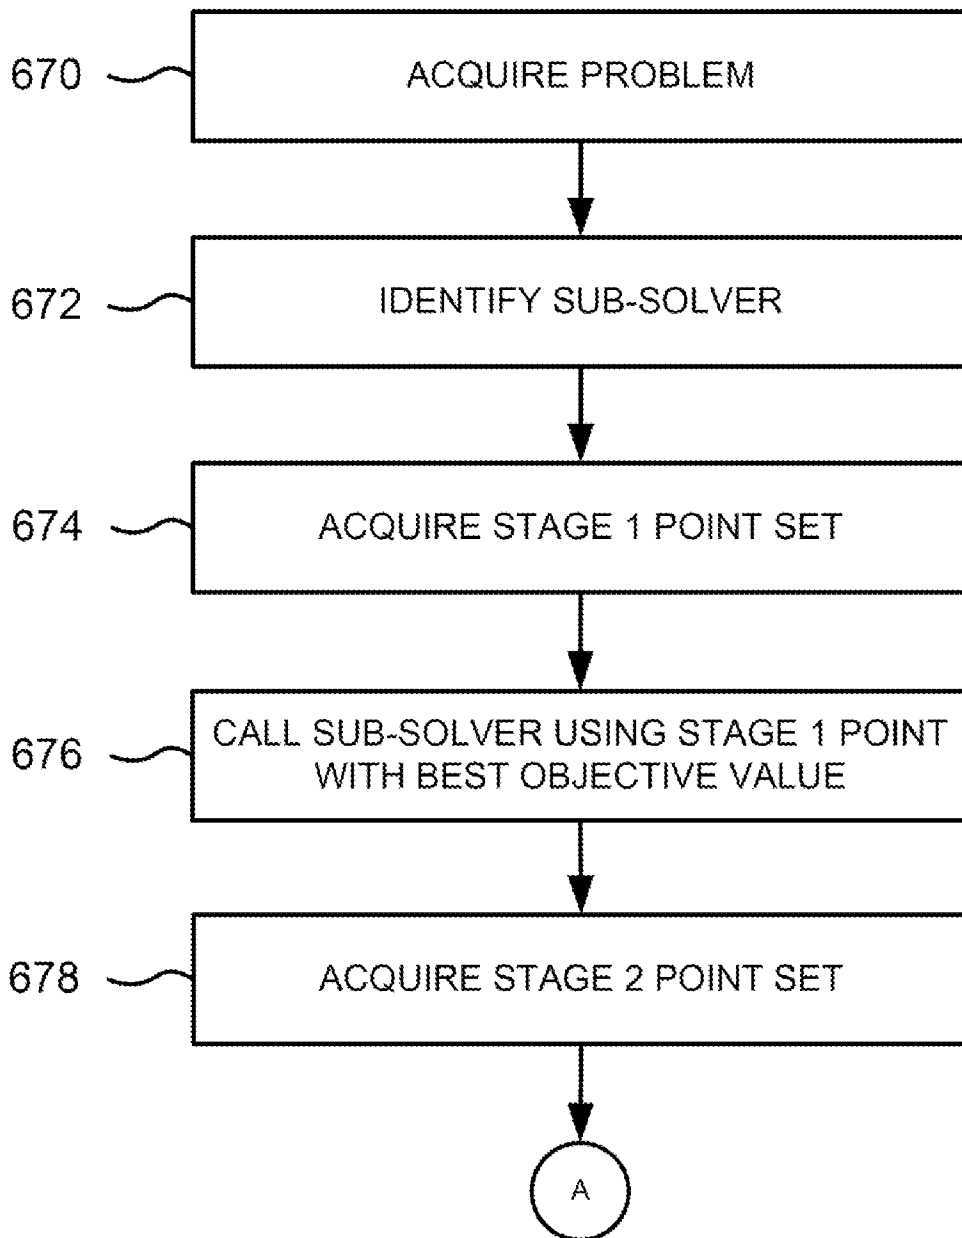 670
ACQUIRE PROBLEM
672
IDENTIFY SUB-SOLVER
674
ACQUIRE STAGE 1 POINT SET
676
CALL SUB-SOLVER USING STAGE 1 POINT
WITH BEST OBJECTIVE VALUE
678
ACQUIRE STAGE 2 POINT SET
A